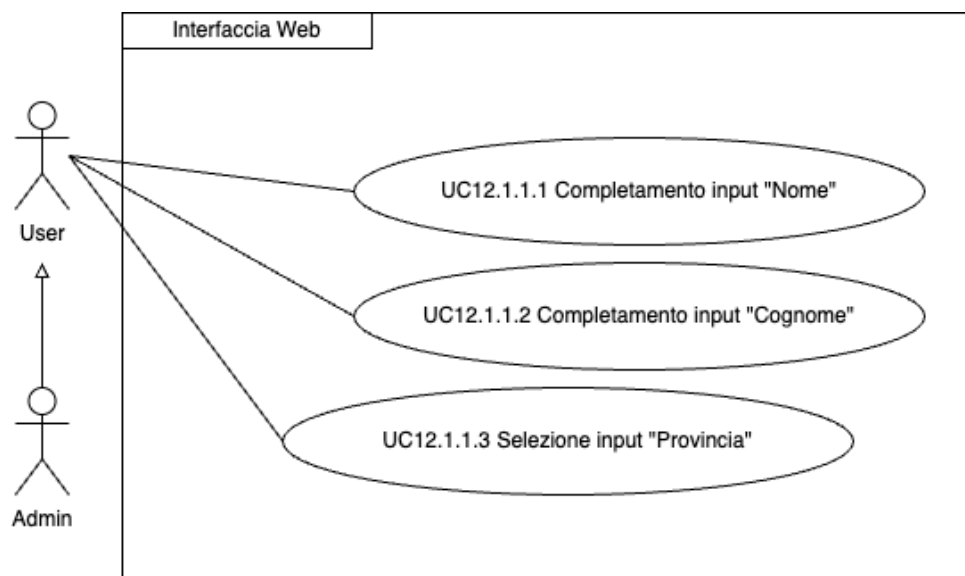 Interfaccia Web
UC12.1.1.1 Completamento input "Nome"
User
UC12.1.1.2 Completamento input "Cognome"
UC12.1.1.3 Selezione input "Provincia"
Admin